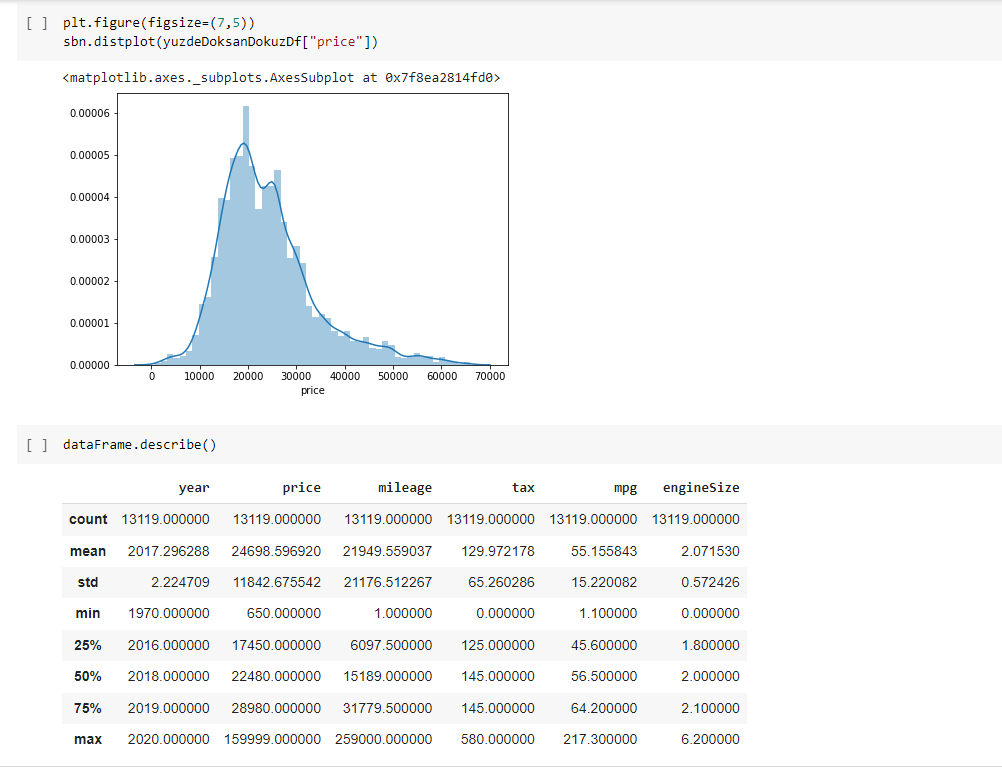 [ ] plt.figure(figsize=(7,5))
sbn.distplot(yuzdeDoksanDokuzDf["price"])
<matplotlib.axes._subplots.AxesSubplot at 0x7f8ea2814fd0>
0.00006
0.00005
0.00004
0.00003
0.00002
0.00001
0.00000
0 10000 20000 30000 40000 50000 60000 70000
price
[ ] dataFrame.describe()
year price mileage tax mpg engineSize
count 13119.000000 13119.000000 13119.000000 13119.000000 13119.000000 13119.000000
mean 2017.296288 24698.596920 21949.559037 129.972178 55.155843 2.071530
std 2.224709 11842.675542 21176.512267 65.260286 15.220082 0.572426
min 1970.000000 650.000000 1.000000 0.000000 1.100000 0.000000
25% 2016.000000 17450.000000 6097.500000 125.000000 45.600000 1.800000
50% 2018.000000 22480.000000 15189.000000 145.000000 56.500000 2.000000
75% 2019.000000 28980.000000 31779.500000 145.000000 64.200000 2.100000
max 2020.000000 159999.000000 259000.000000 580.000000 217.300000 6.200000